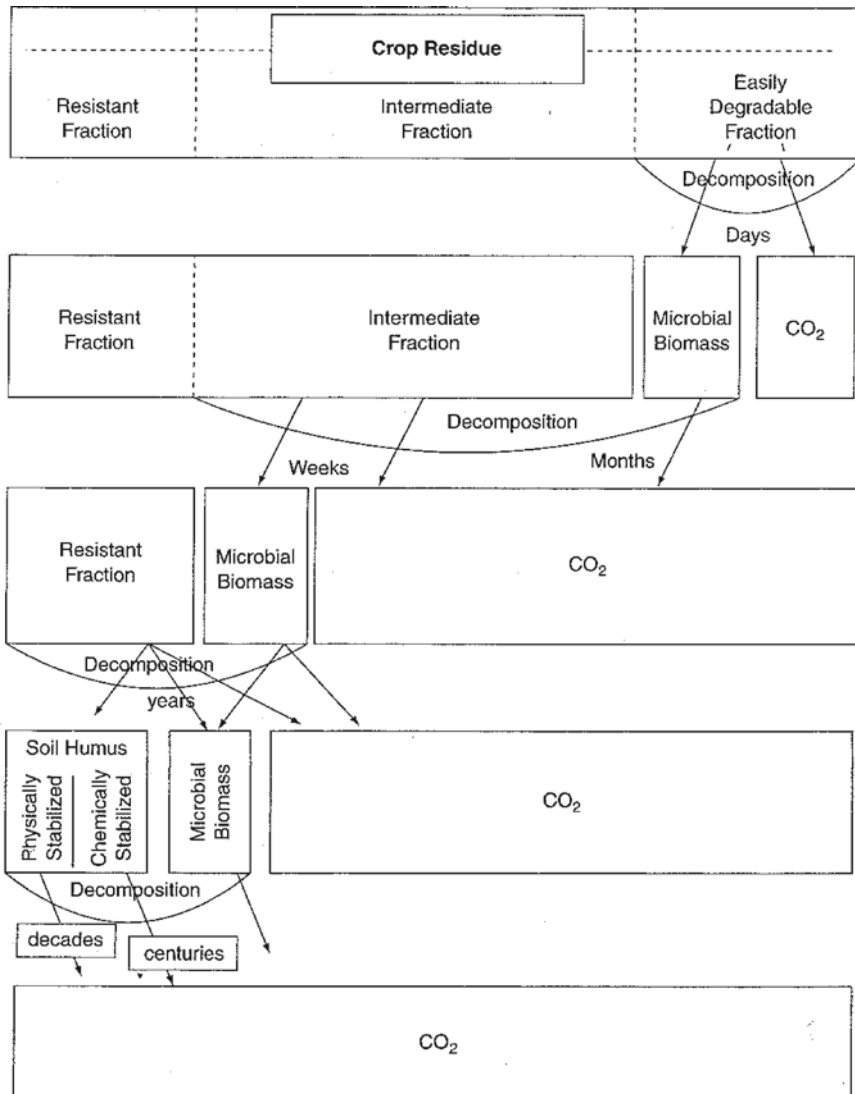 Crop Residue
Resistant
Fraction
Intermediate
Fraction
Easily
Degradable
Fraction
Decomposition
Days
Resistant
Fraction
Intermediate
Fraction
Microbial
Biomass
CO₂
Decomposition
Weeks
Months
Resistant
Fraction
Microbial
Biomass
CO₂
Decomposition
years
Soil Humus
Physically
Stabilized
Chemically
Stabilized
Microbial
Biomass
CO₂
Decomposition
decades
centuries
CO₂